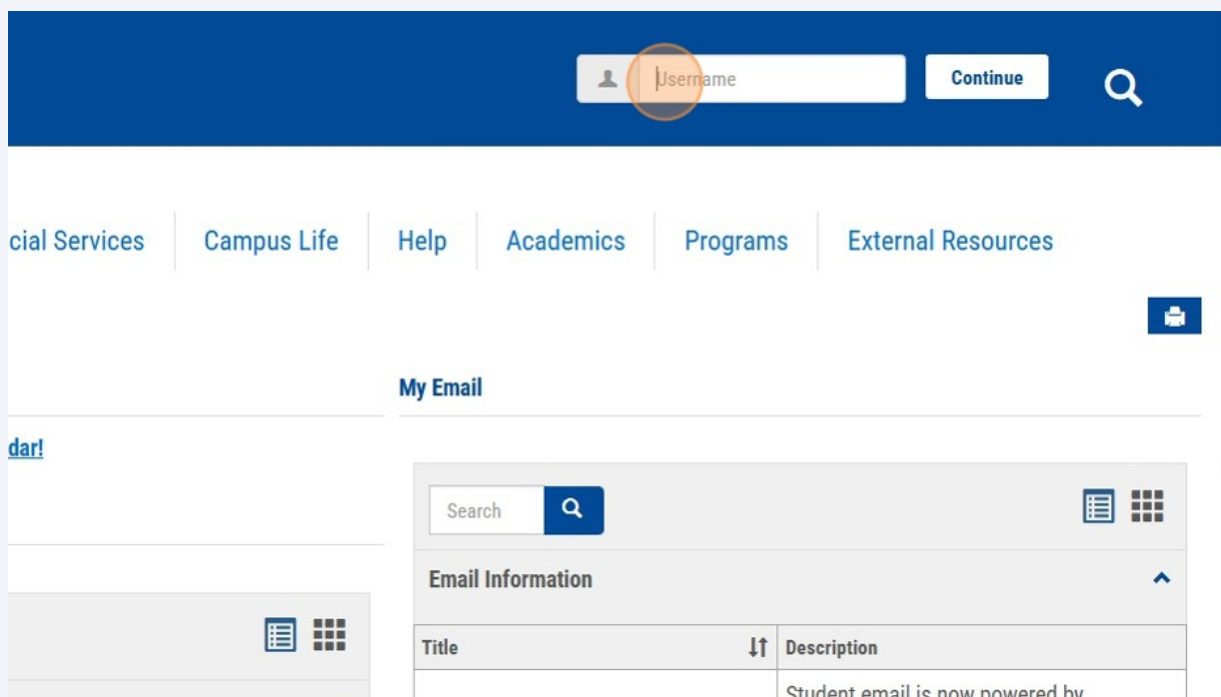 Username
Continue
cial Services Campus Life Help Academics Programs External Resources
My Email
dar!
Search
Email Information
Title Description
Student email is now powered by